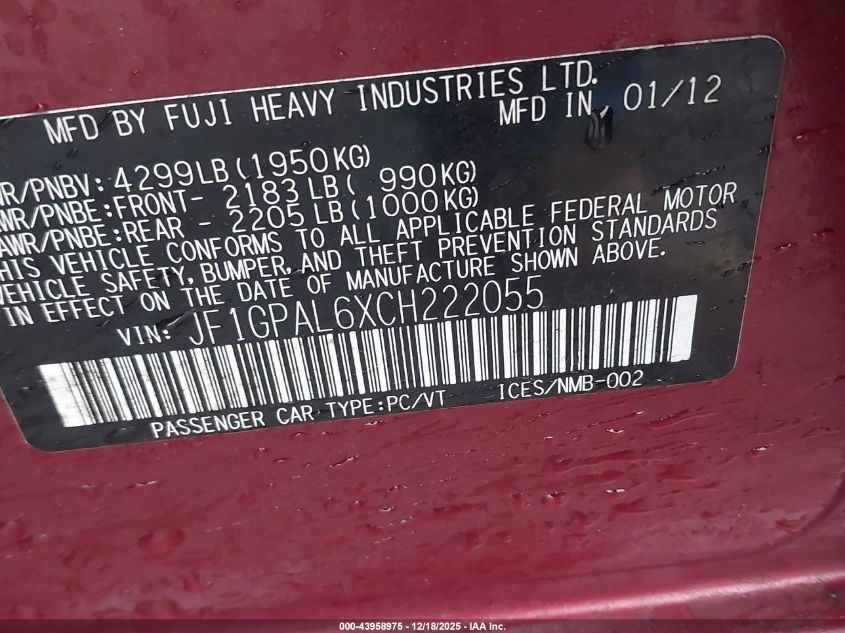 MFD BY FUJI HEAVY INDUSTRIES LTD.
MFD IN 01/12
WR/PNBV: 4299LB (1950KG)
AWR/PNBE:FRONT- 2183 LB ( 990KG)
AWR/PNBE:REAR - 2205 LB (1000KG)
THIS VEHICLE CONFORMS TO ALL APPLICABLE FEDERAL MOTOR
VEHICLE SAFETY, BUMPER, AND THEFT PREVENTION STANDARDS
IN EFFECT ON THE DATE OF MANUFACTURE SHOWN ABOVE.
VIN: JF1GPAL6XCH222055
PASSENGER CAR TYPE:PC/VT ICES/NMB-002
000-43958975 - 12/18/2025 - © IAA, Inc.